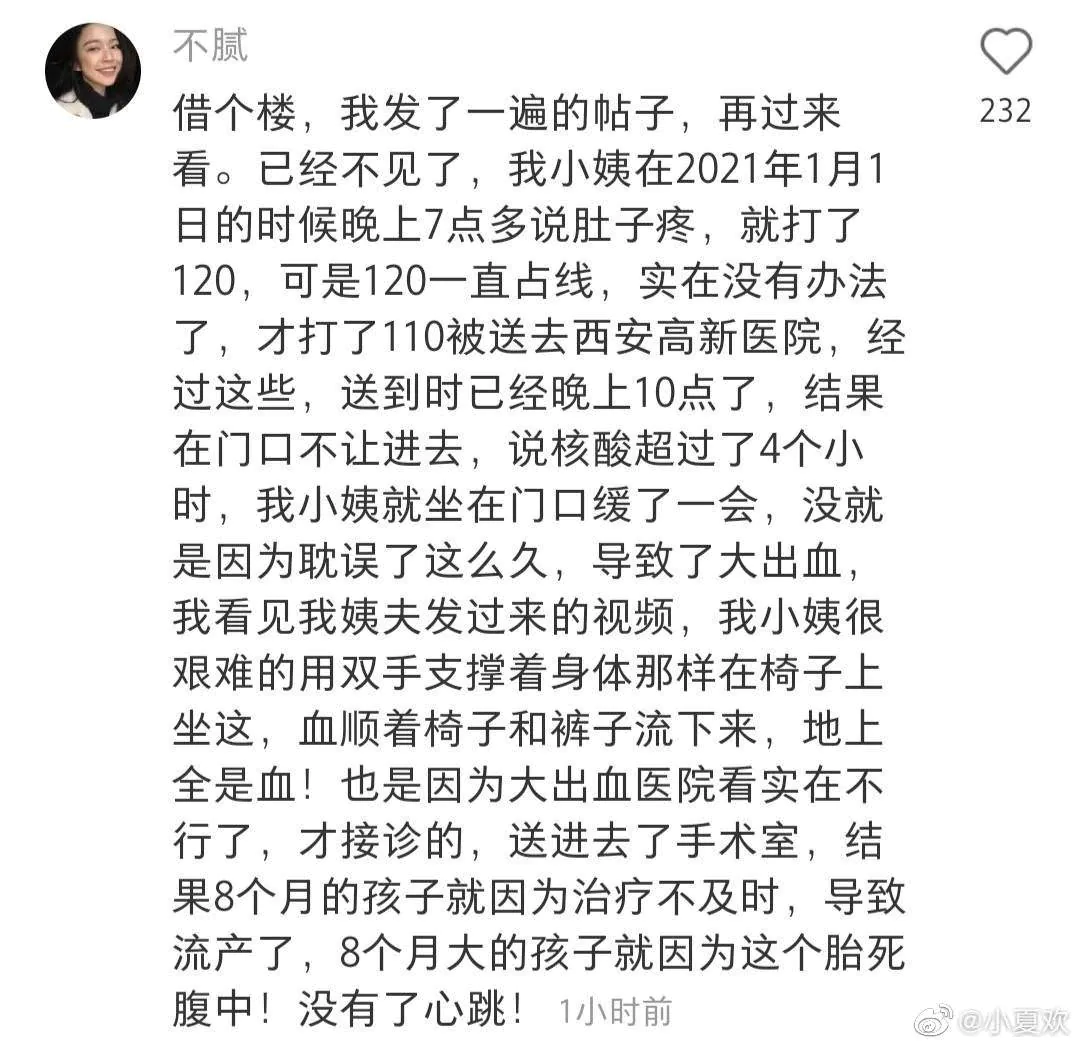 不腻
232
借个楼，我发了一遍的帖子，再过来
看。已经不见了，我小姨在2021年1月1
日的时候晚上7点多说肚子疼，就打了
120，可是120一直占线，实在没有办法
了，才打了110被送去西安高新医院，经
过这些，送到时已经晚上10点了，结果
在门口不让进去，说核酸超过了4个小
时，我小姨就坐在门口缓了一会，没就
是因为耽误了这么久，导致了大出血，
我看见我姨夫发过来的视频，我小姨很
艰难的用双手支撑着身体那样在椅子上
坐这，血顺着椅子和裤子流下来，地上
全是血！也是因为大出血医院看实在不
行了，才接诊的，送进去了手术室，结
果8个月的孩子就因为治疗不及时，导致
流产了，8个月大的孩子就因为这个胎死
腹中！没有了心跳！ 1小时前
@小夏欢